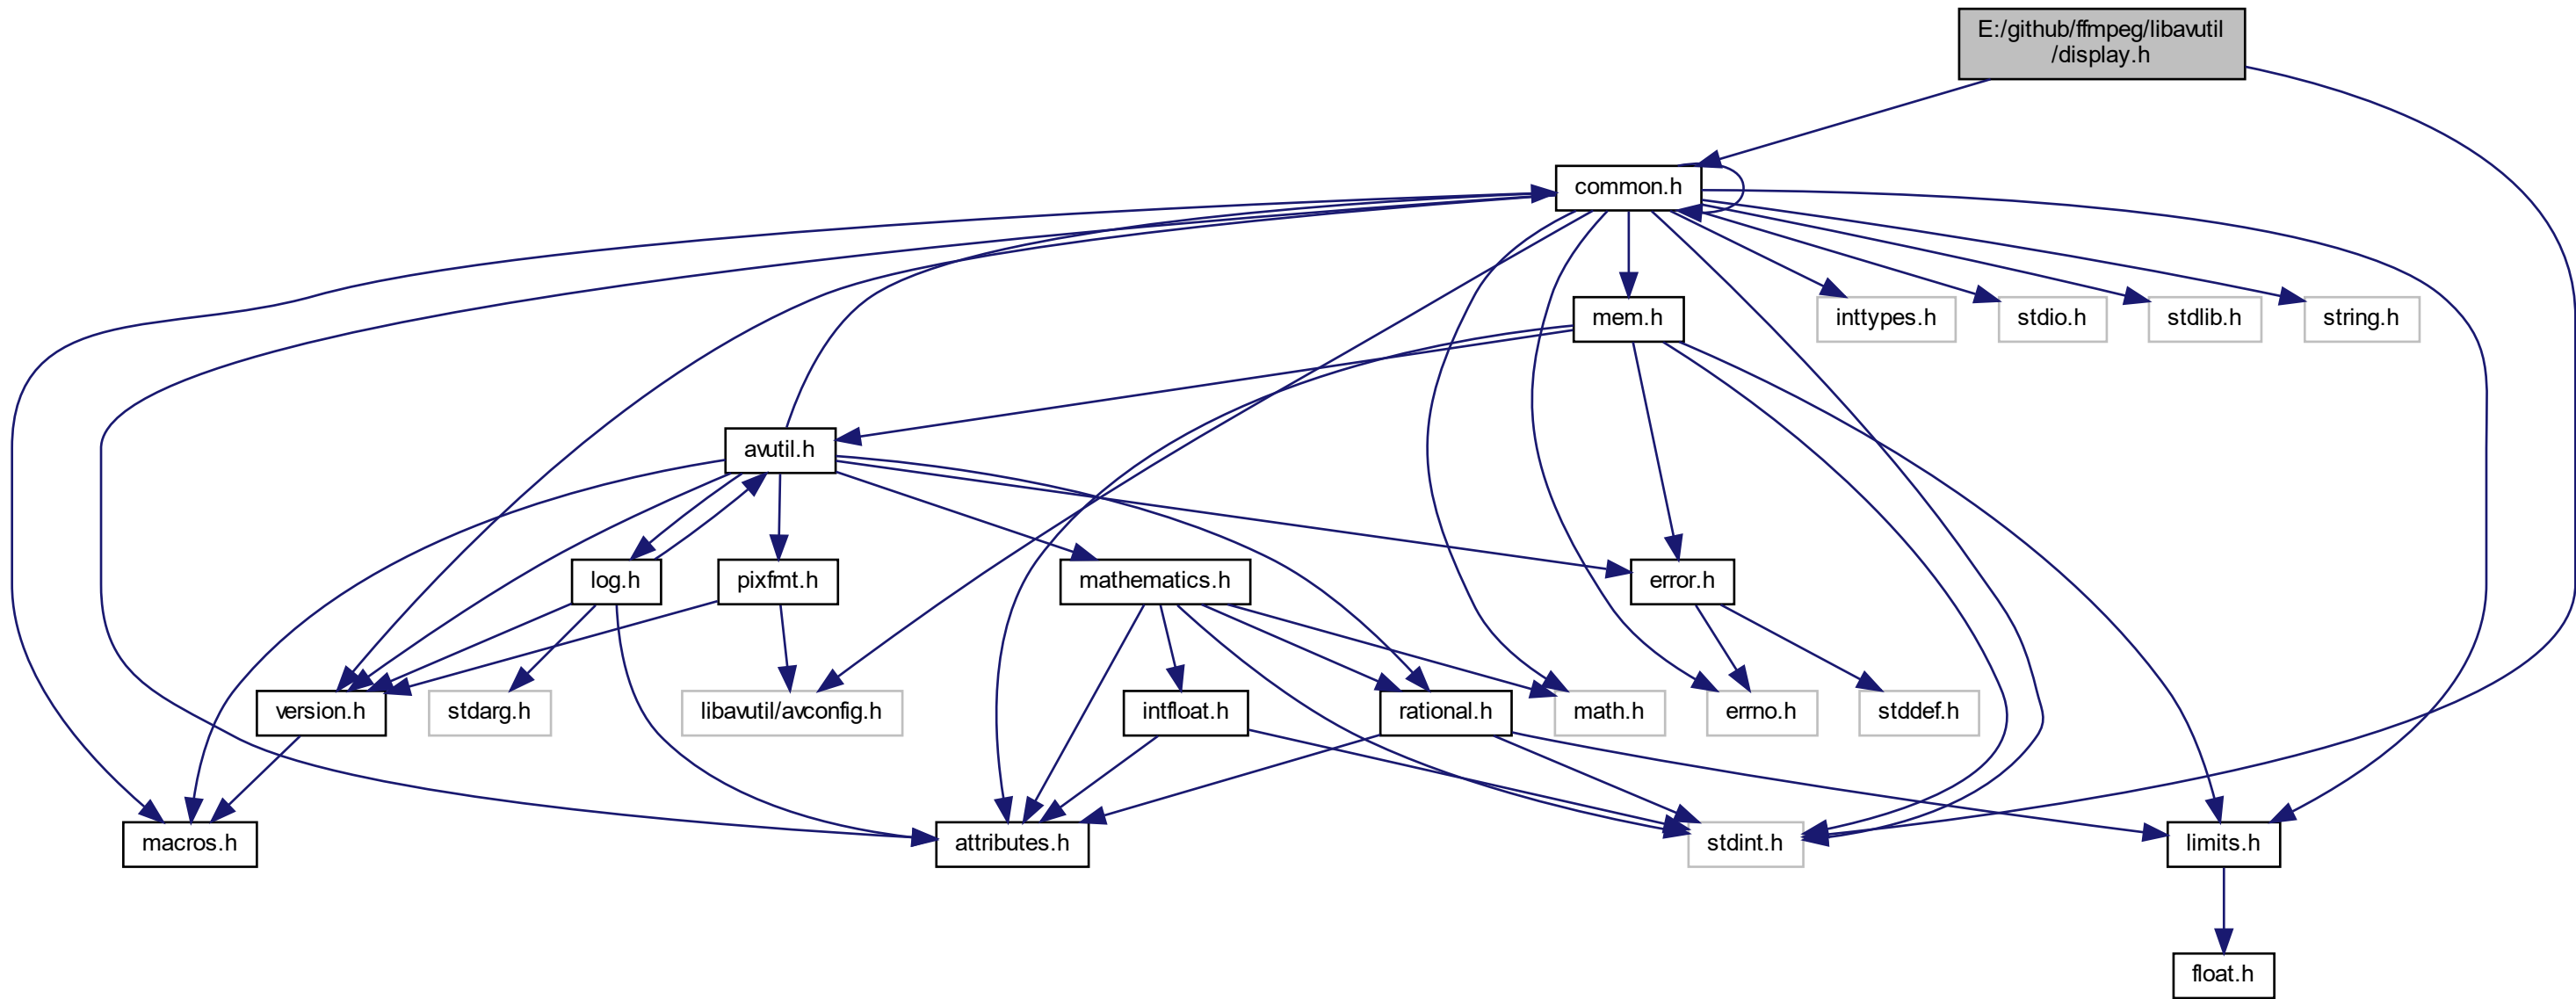 E:/github/ffmpeg/libavutil
/display.h
common.h
mem.h
inttypes.h
stdio.h
stdlib.h
string.h
avutil.h
log.h
pixfmt.h
mathematics.h
error.h
version.h
stdarg.h
libavutil/avconfig.h
intfloat.h
rational.h
math.h
errno.h
stddef.h
macros.h
attributes.h
stdint.h
limits.h
float.h